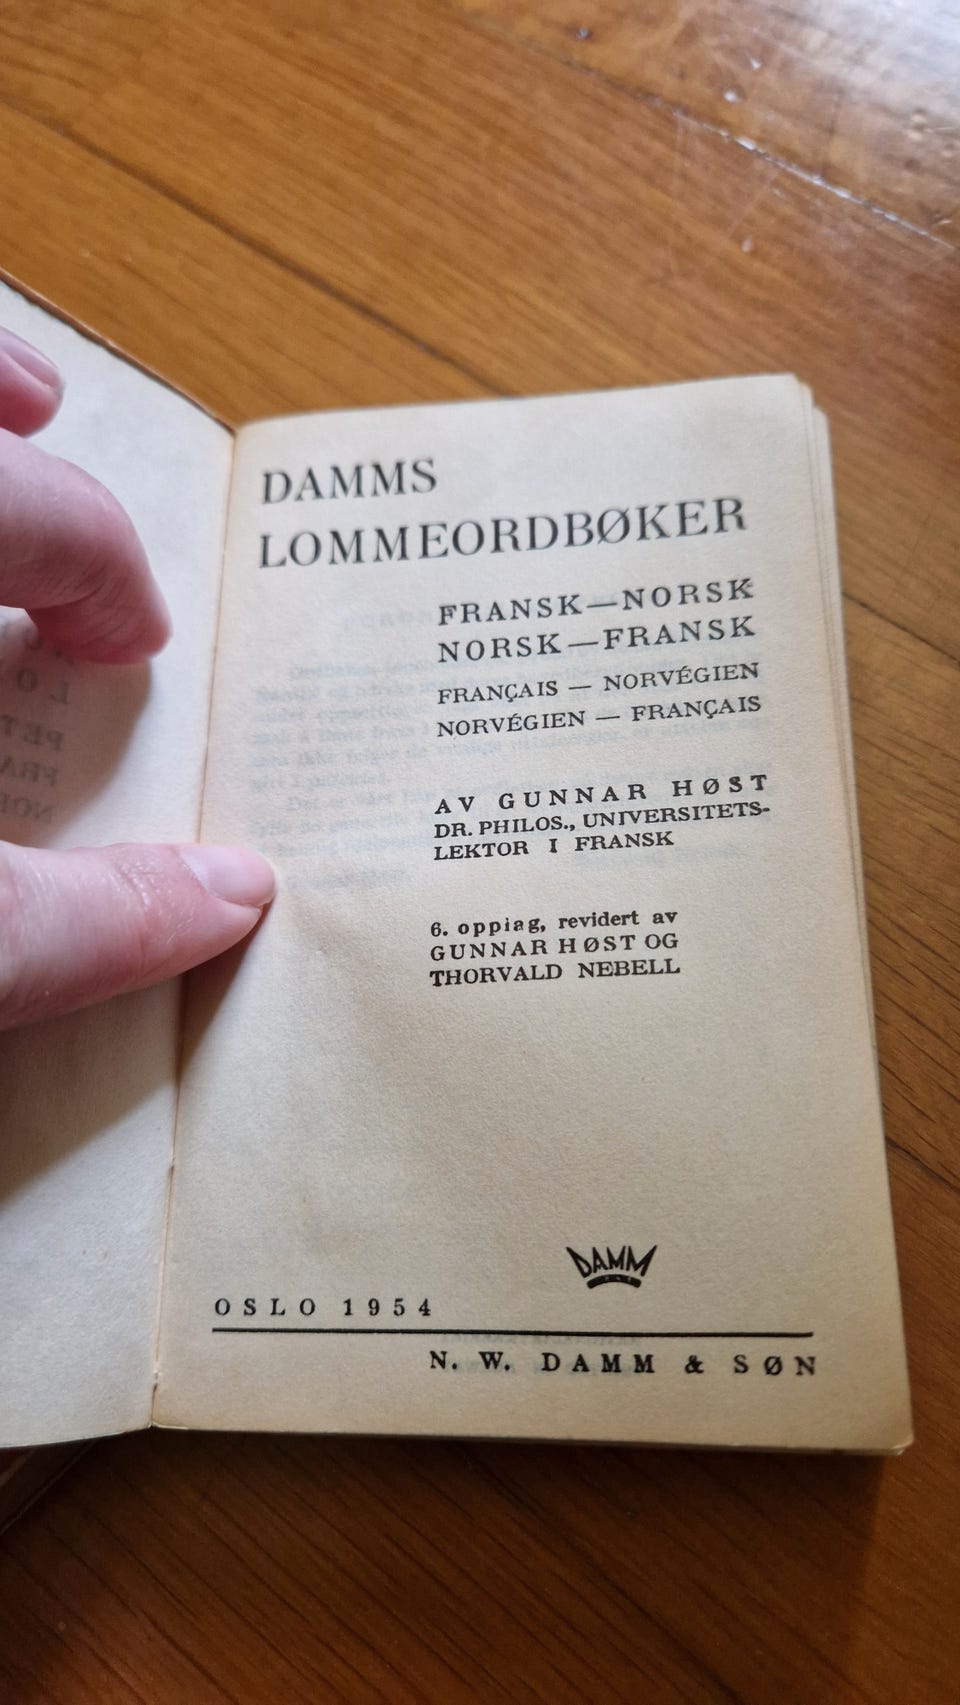 DAMMS
LOMMEORDBØKER
FRANSK—NORSK
NORSK—FRANSK
FRANÇAIS — NORVÉGIEN
NORVÉGIEN — FRANÇAIS
AV GUNNAR HØST
DR. PHILOS., UNIVERSITETS-
LEKTOR I FRANSK
6. opplag, revidert av
GUNNAR HØST OG
THORVALD NEBELL
DAMM
OSLO 1954
N. W. DAMM & SØN